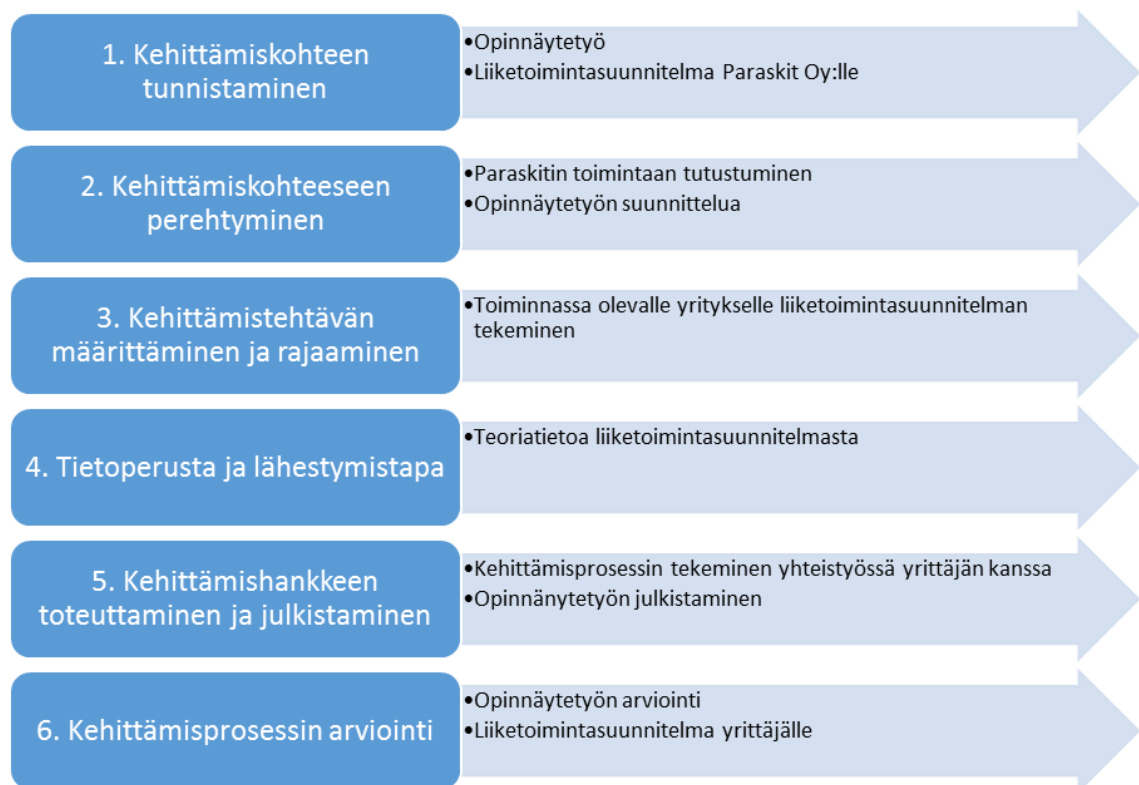 1. Kehittämiskohteen
tunnistaminen
•Opinnäytetyö
•Liiketoimintasuunnitelma Paraskit Oy:lle
2. Kehittämiskohteeseen
perehtyminen
•Paraskitin toimintaan tutustuminen
•Opinnäytetyön suunnittelua
3. Kehittämistehtävän
määrittäminen ja rajaaminen
•Toiminnassa olevalle yritykselle liiketoimintasuunnitelman
tekeminen
4. Tietoperusta ja lähestymistapa
•Teoriatietoa liiketoimintasuunnitelmasta
5. Kehittämishankkeen
toteuttaminen ja julkistaminen
•Kehittämisprosessin tekeminen yhteistyössä yrittäjän kanssa
•Opinnänytetyön julkistaminen
6. Kehittämisprosessin arviointi
•Opinnäytetyön arviointi
•Liiketoimintasuunnitelma yrittäjälle